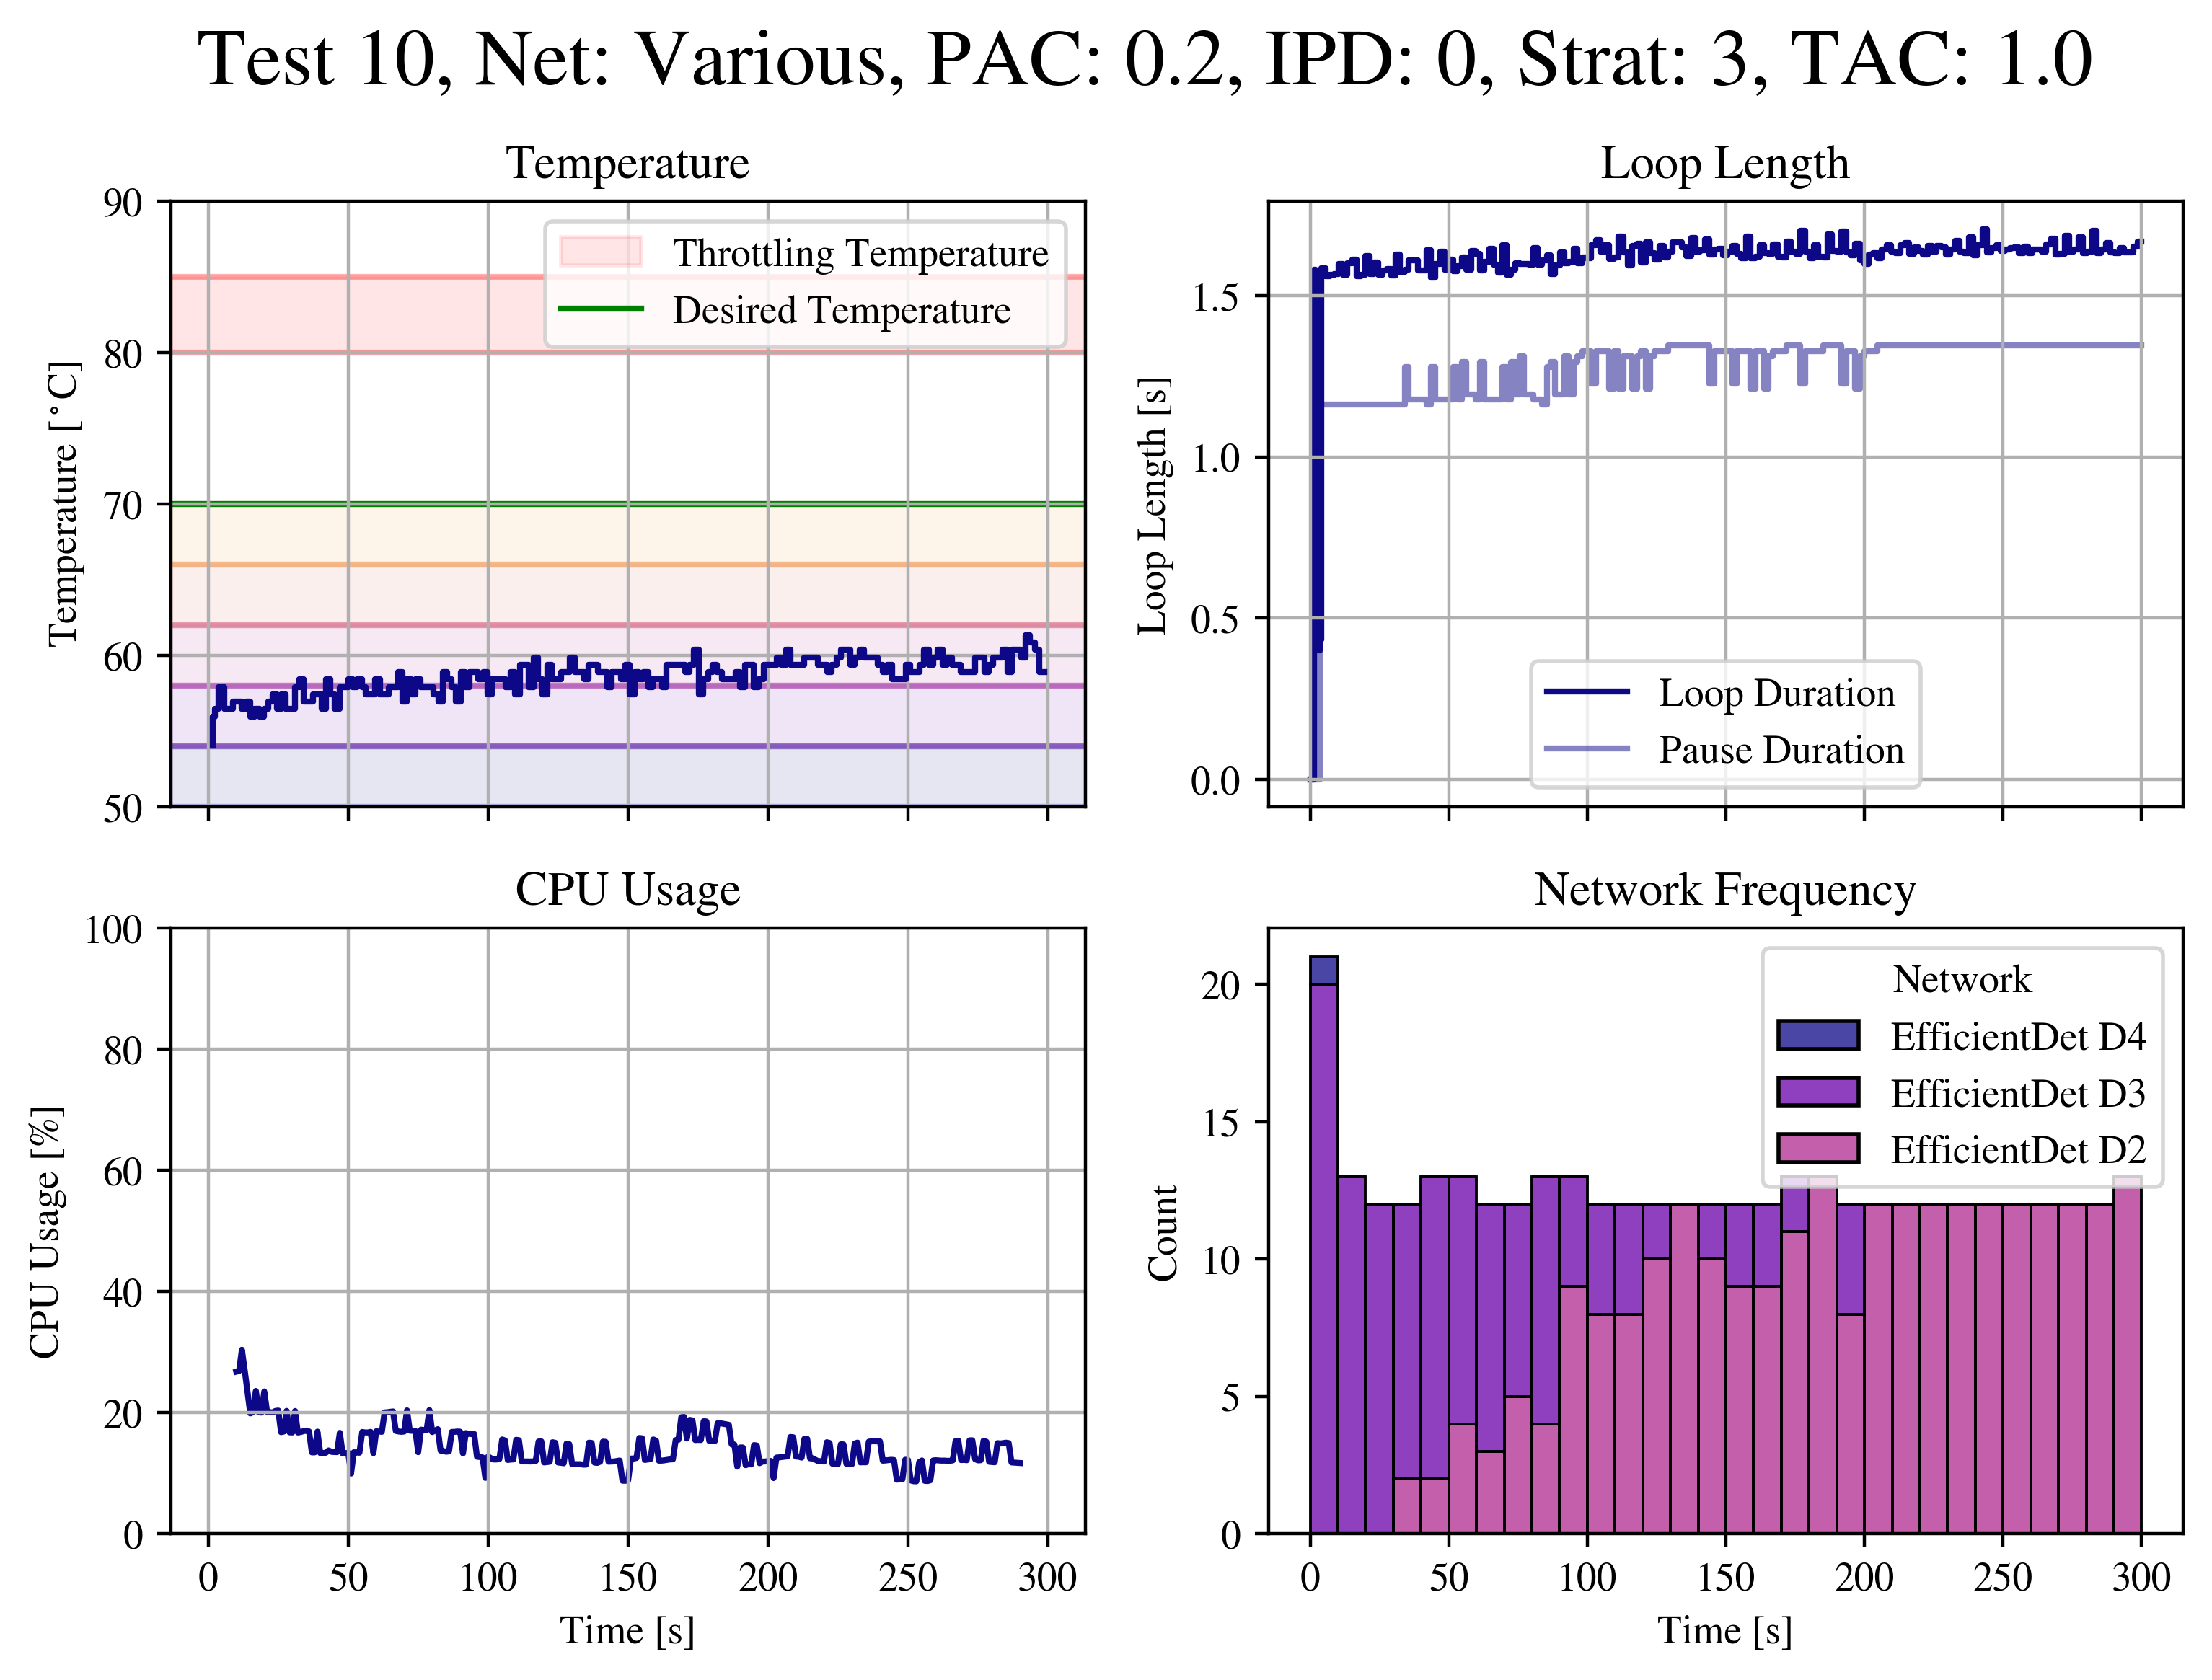 Test 10, Net: Various, PAC: 0.2, IPD: 0, Strat: 3, TAC: 1.0
Temperature
90
80
70
60
50
Temperature [°C]
Throttling Temperature
Desired Temperature
Loop Length
1.5
1.0
0.5
0.0
Loop Length [s]
Loop Duration
Pause Duration
CPU Usage
100
80
60
40
20
0
CPU Usage [%]
0 50 100 150 200 250 300
Time [s]
Network Frequency
20
15
10
5
0
Count
Network
EfficientDet D4
EfficientDet D3
EfficientDet D2
0 50 100 150 200 250 300
Time [s]